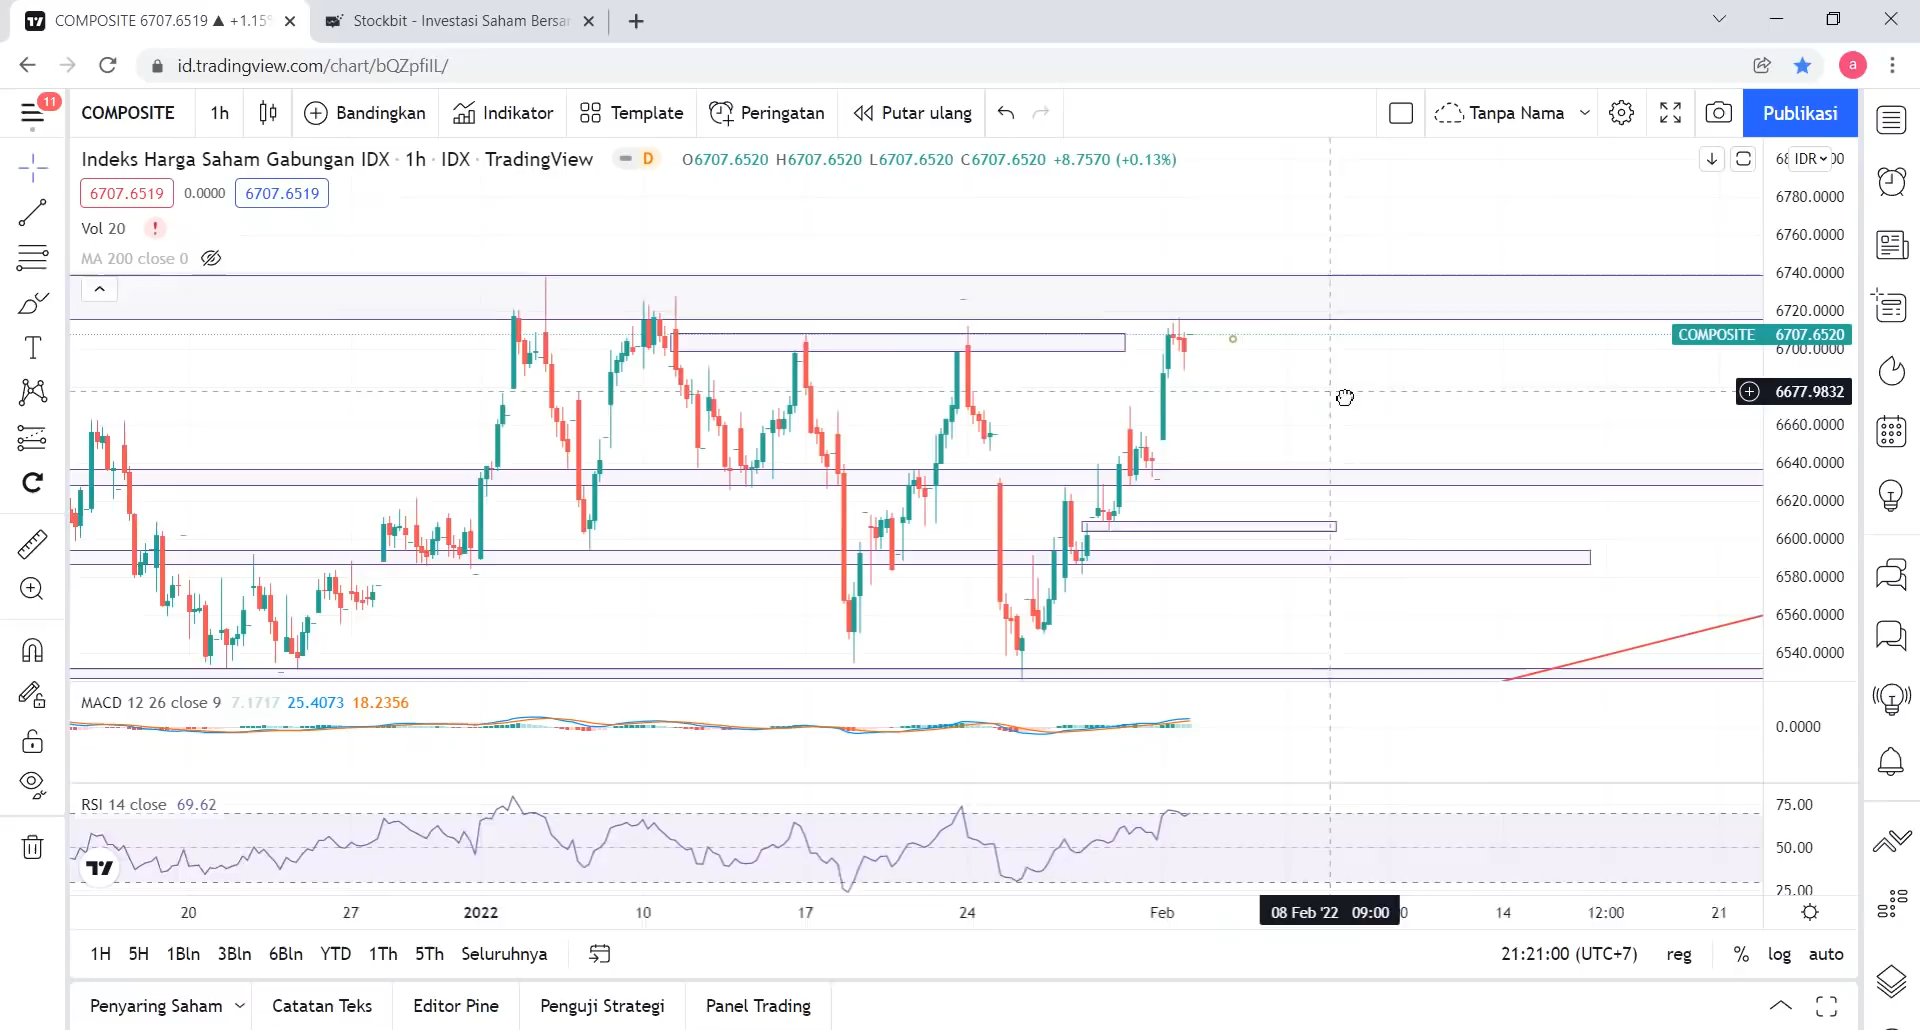 COMPOSITE 6707.6519 ▲ +1.15%
Stockbit - Investasi Saham Bersar
id.tradingview.com/chart/bQZpfiIL/
a
11
COMPOSITE 1h Bandingkan Indikator Template Peringatan Putar ulang Tanpa Nama Publikasi
Indeks Harga Saham Gabungan IDX · 1h · IDX · TradingView D O6707.6520 H6707.6520 L6707.6520 C6707.6520 +8.7570 (+0.13%)
IDR
6707.6519 0.0000 6707.6519
Vol 20 !
MA 200 close 0
6780.0000
6760.0000
6740.0000
6720.0000
COMPOSITE 6707.6520
6700.0000
6677.9832
6660.0000
6640.0000
6620.0000
6600.0000
6580.0000
6560.0000
6540.0000
MACD 12 26 close 9 7.1717 25.4073 18.2356
0.0000
RSI 14 close 69.62
75.00
50.00
25.00
20 27 2022 10 17 24 Feb 08 Feb '22 09:00 14 12:00 21
1H 5H 1Bln 3Bln 6Bln YTD 1Th 5Th Seluruhnya 21:21:00 (UTC+7) reg % log auto
Penyaring Saham Catatan Teks Editor Pine Penguji Strategi Panel Trading